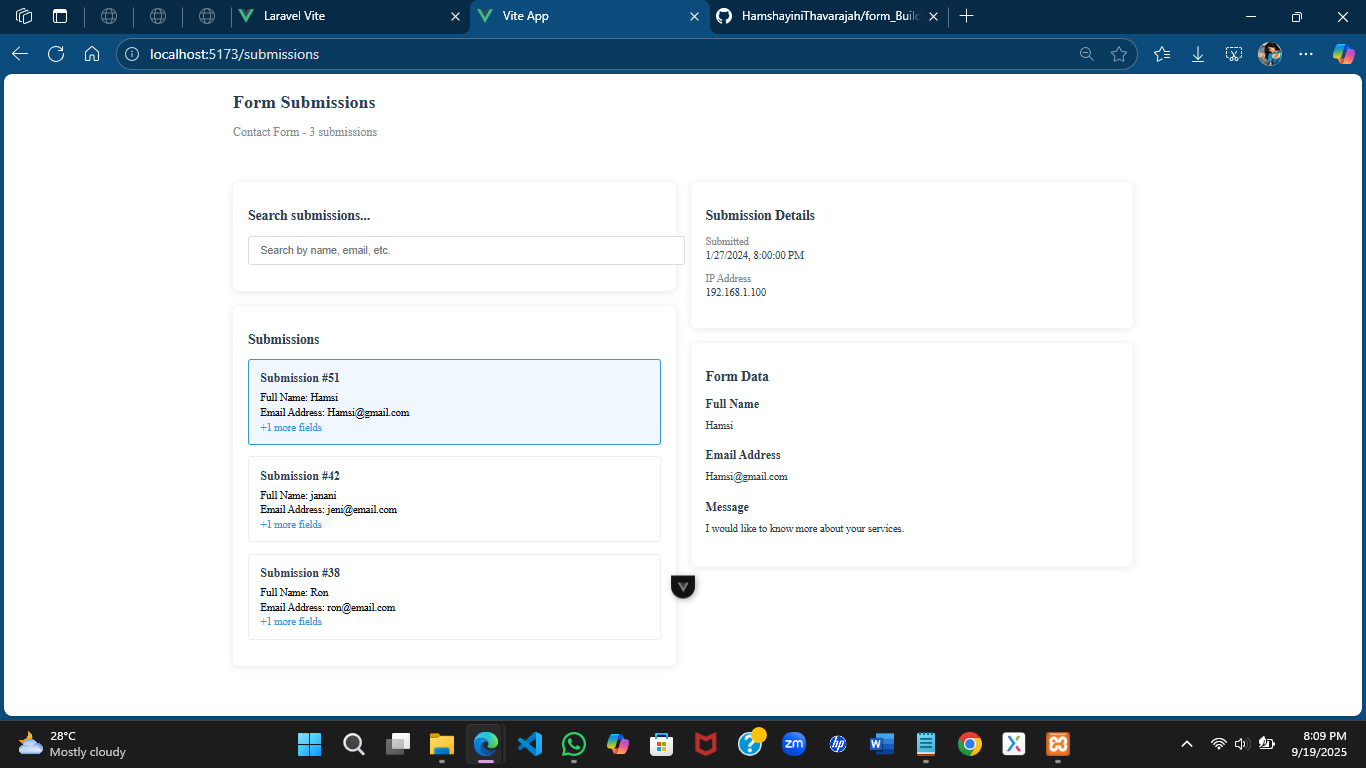 Laravel Vite
Vite App
HamshayiniThavarajah/form_Buil
localhost:5173/submissions
Form Submissions
Contact Form - 3 submissions
Search submissions...
Search by name, email, etc.
Submissions
Submission #51
Full Name: Hamsi
Email Address: Hamsi@gmail.com
+1 more fields
Submission #42
Full Name: janani
Email Address: jeni@email.com
+1 more fields
Submission #38
Full Name: Ron
Email Address: ron@email.com
+1 more fields
Submission Details
Submitted
1/27/2024, 8:00:00 PM
IP Address
192.168.1.100
Form Data
Full Name
Hamsi
Email Address
Hamsi@gmail.com
Message
I would like to know more about your services.
28°C
Mostly cloudy
zm
hp
W
8:09 PM
9/19/2025